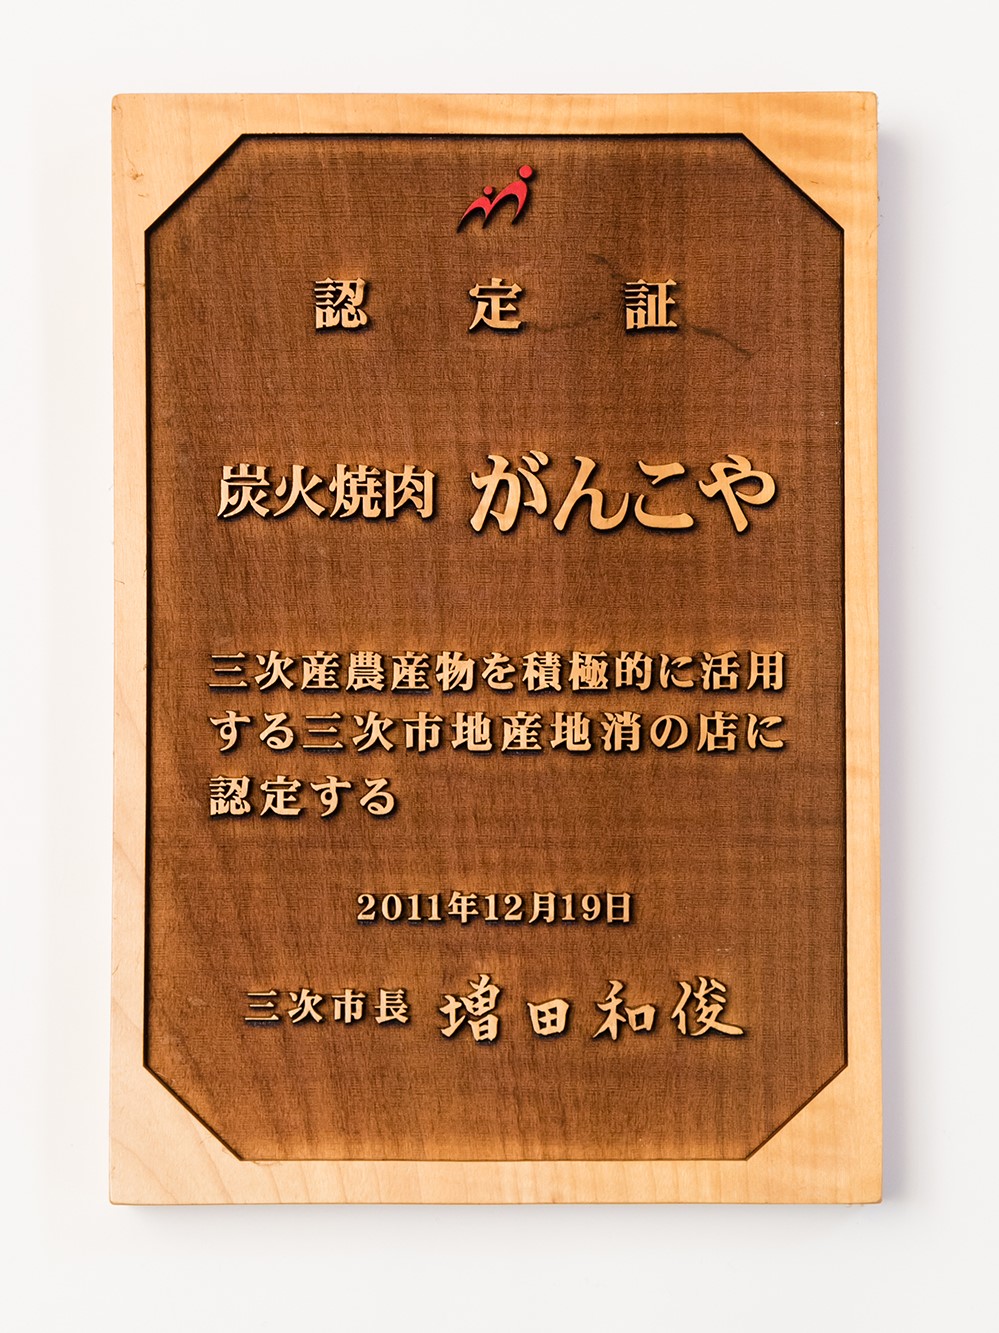 認定証
炭火焼肉 がんこや
三次産農産物を積極的に活用
する三次市地産地消の店に
認定する
2011年12月19日
三次市長 増田和俊